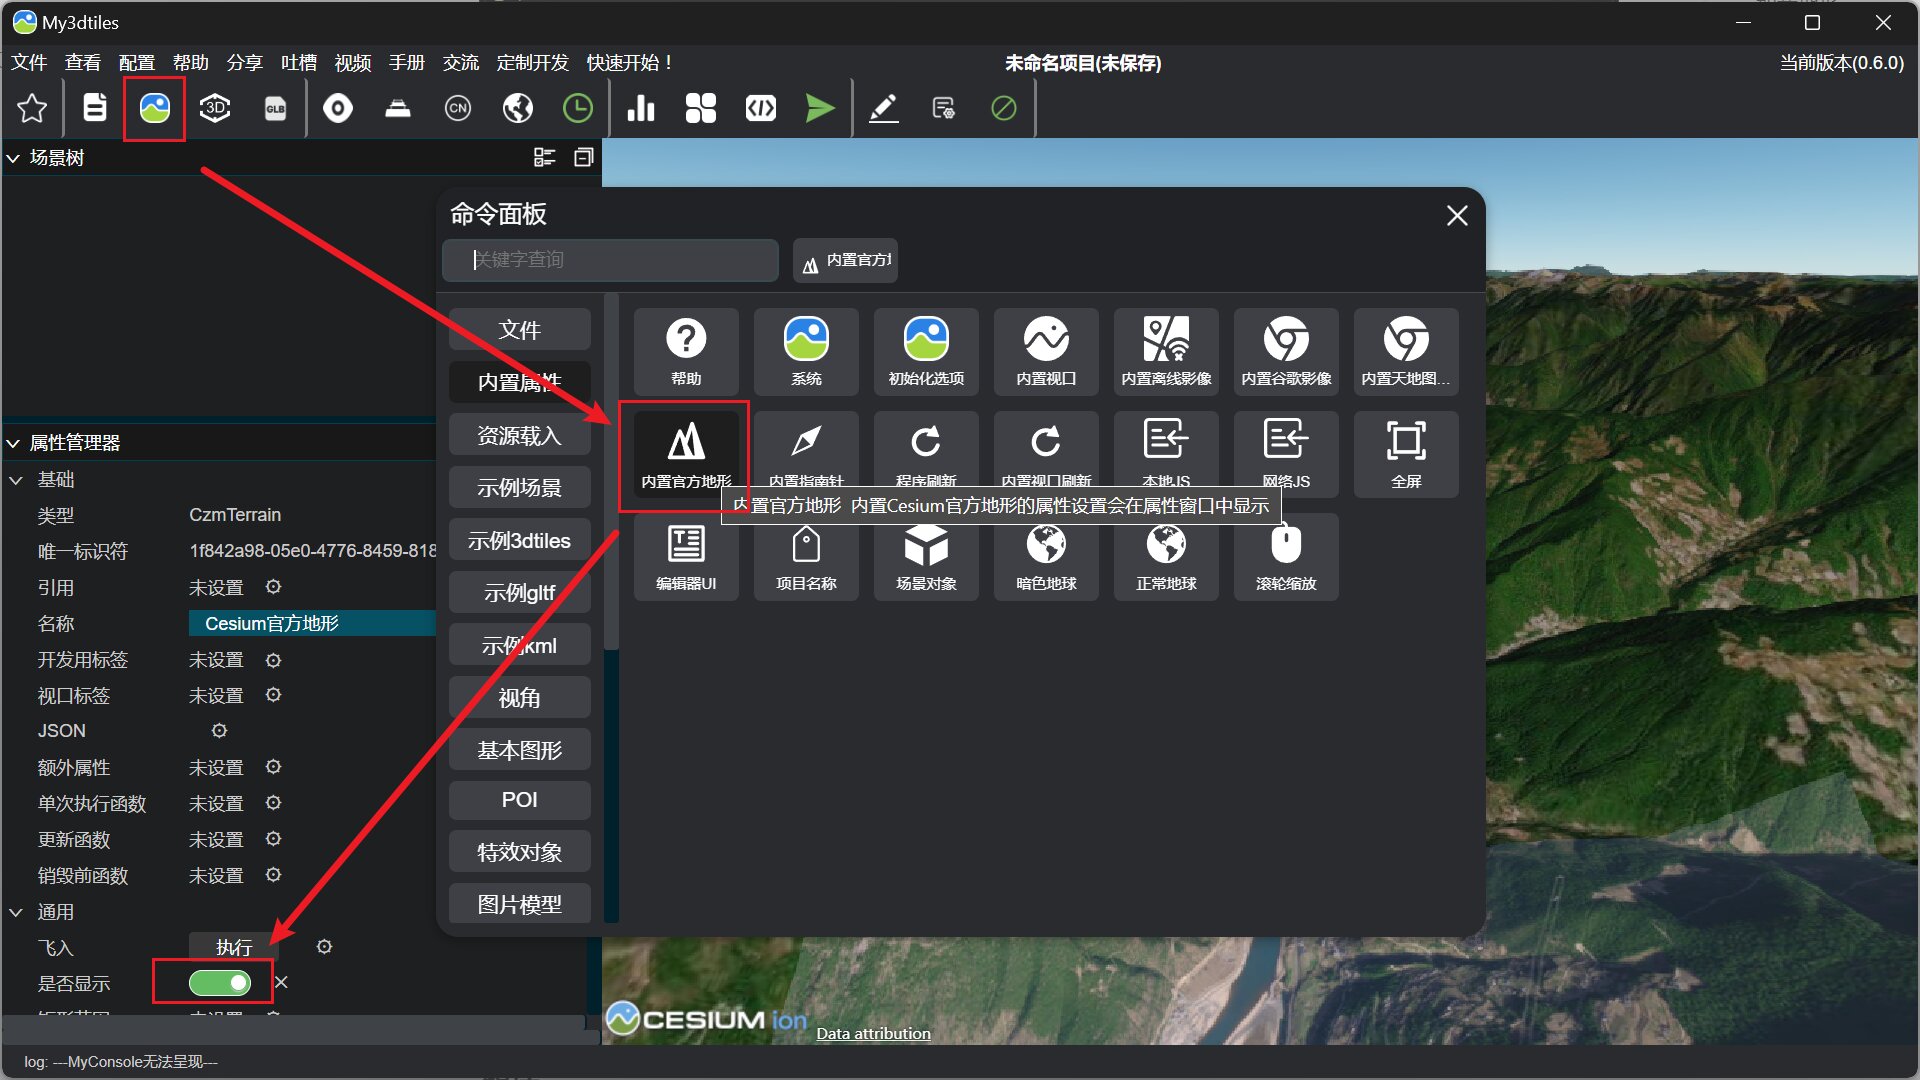 My3dtiles
文件 查看 配置 帮助 分享 吐槽 视频 手册 交流 定制开发 快速开始！
未命名项目(未保存)
当前版本(0.6.0)
3D
GLB
CN
场景树
命令面板
关键字查询
内置官方
文件
内置属性
资源载入
示例场景
示例3dtiles
示例gltf
示例kml
视角
基本图形
POI
特效对象
图片模型
帮助
系统
初始化选项
内置视口
内置离线影像
内置谷歌影像
内置天地图...
内置官方地形
内置指南针
程序刷新
内置视口刷新
本地JS
网络JS
全屏
内置官方地形 内置Cesium官方地形的属性设置会在属性窗口中显示
编辑器UI
项目名称
场景对象
暗色地球
正常地球
滚轮缩放
属性管理器
基础
类型 CzmTerrain
唯一标识符 1f842a98-05e0-4776-8459-818
引用 未设置
名称 Cesium官方地形
开发用标签 未设置
视口标签 未设置
JSON
额外属性 未设置
单次执行函数 未设置
更新函数 未设置
销毁前函数 未设置
通用
飞入 执行
是否显示
CESIUM ion
Data attribution
log: ---MyConsole无法呈现---